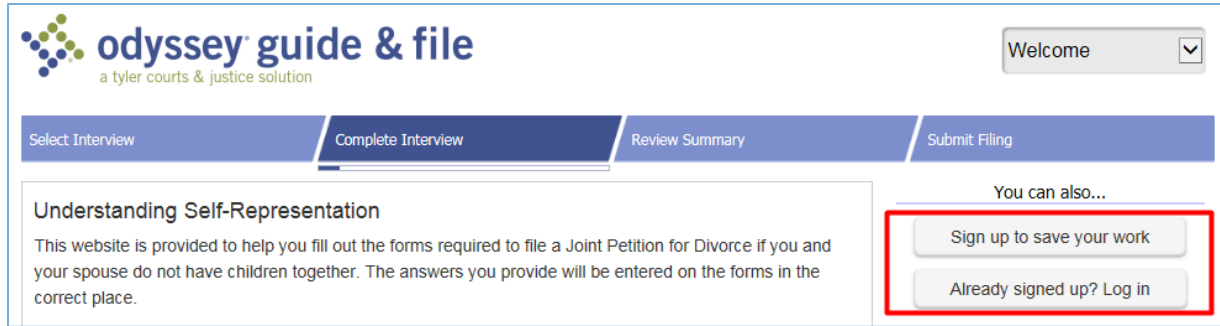 odyssey guide & file
a tyler courts & justice solution
Welcome
Select Interview
Complete Interview
Review Summary
Submit Filing
Understanding Self-Representation
This website is provided to help you fill out the forms required to file a Joint Petition for Divorce if you and
your spouse do not have children together. The answers you provide will be entered on the forms in the
correct place.
You can also...
Sign up to save your work
Already signed up? Log in